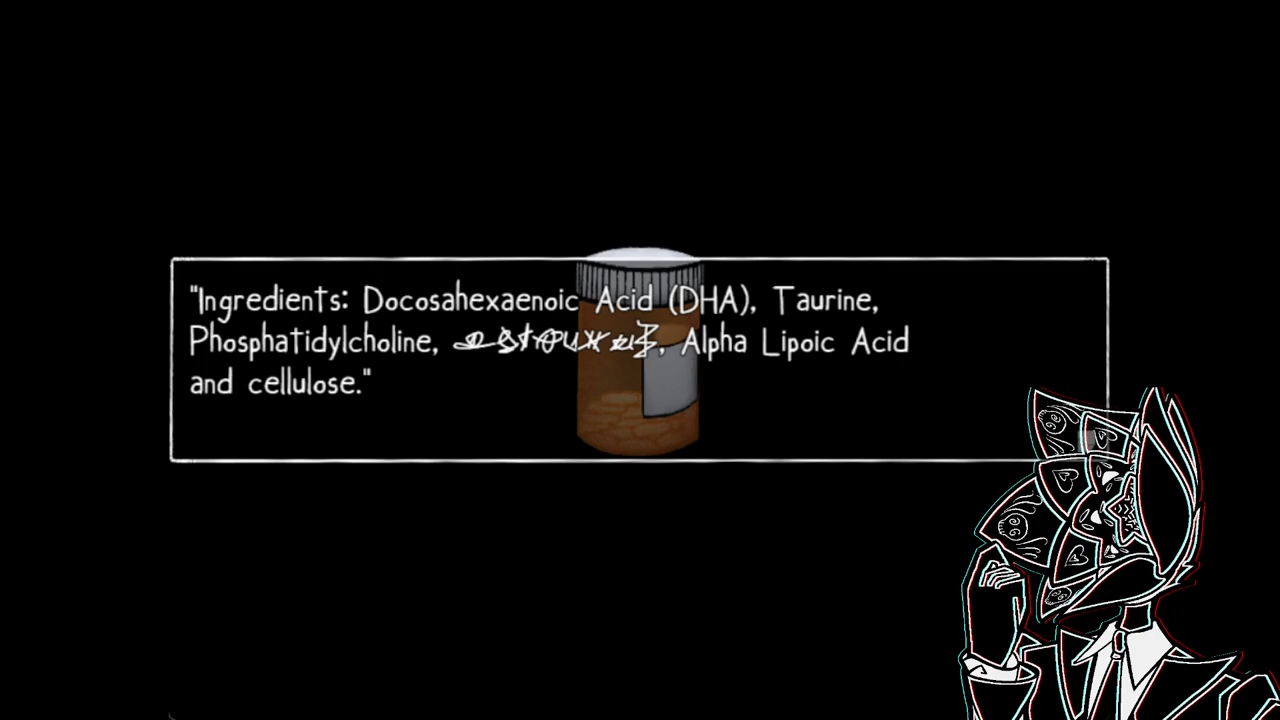 "Ingredients: Docosahexaenoic Acid (DHA), Taurine,
Phosphatidylcholine, , Alpha Lipoic Acid
and cellulose."